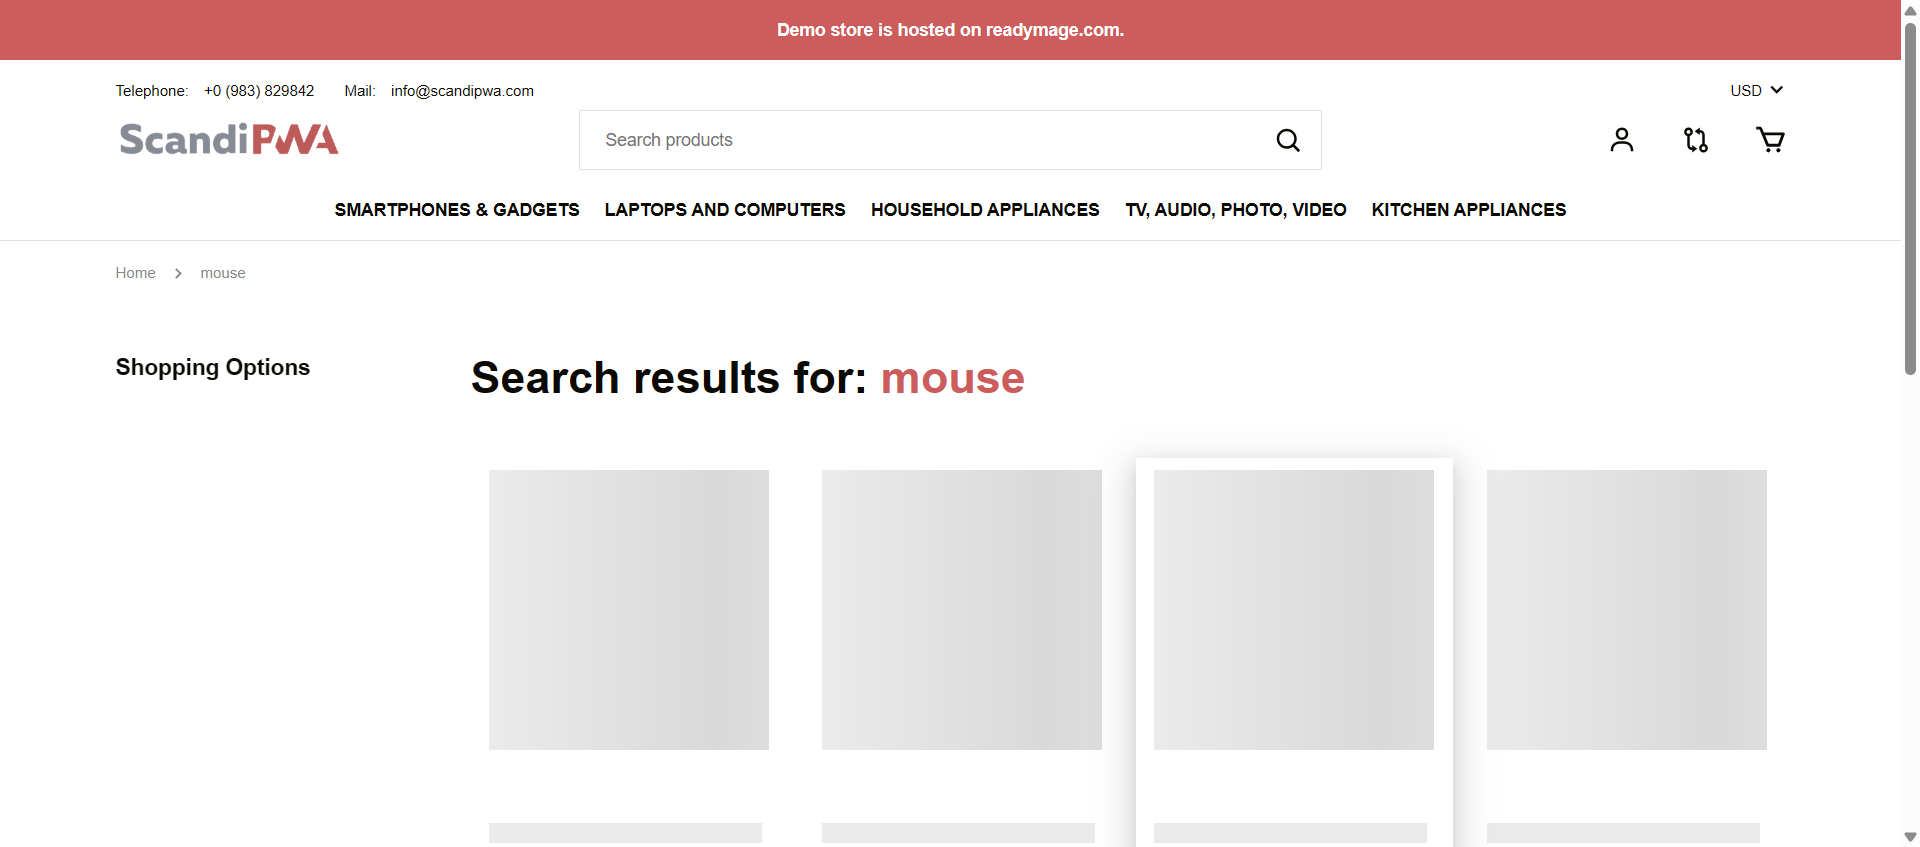 Demo store is hosted on readymage.com.
Telephone: +0 (983) 829842 Mail: info@scandipwa.com USD
ScandiPWA
Search products
SMARTPHONES & GADGETS LAPTOPS AND COMPUTERS HOUSEHOLD APPLIANCES TV, AUDIO, PHOTO, VIDEO KITCHEN APPLIANCES
Home mouse
Shopping Options
Search results for: mouse